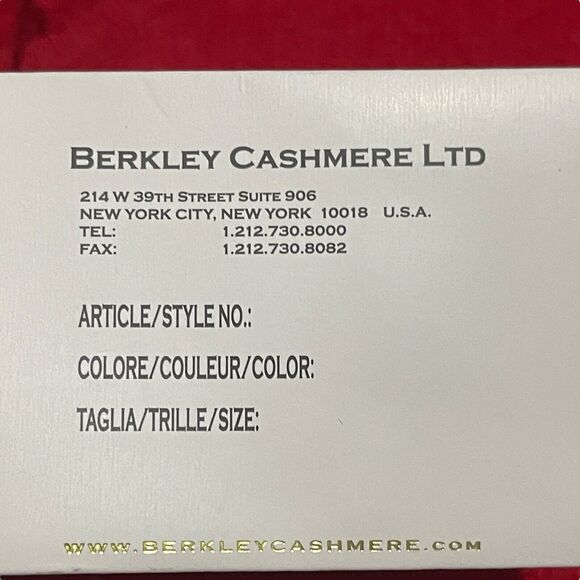 BERKLEY CASHMERE LTD
214 W 39TH STREET SUITE 906
NEW YORK CITY, NEW YORK 10018 U.S.A.
TEL: 1.212.730.8000
FAX: 1.212.730.8082
ARTICLE/STYLE NO.:
COLORE/COULEUR/COLOR:
TAGLIA/TRILLE/SIZE:
WWW.BERKLEYCASHMERE.COM